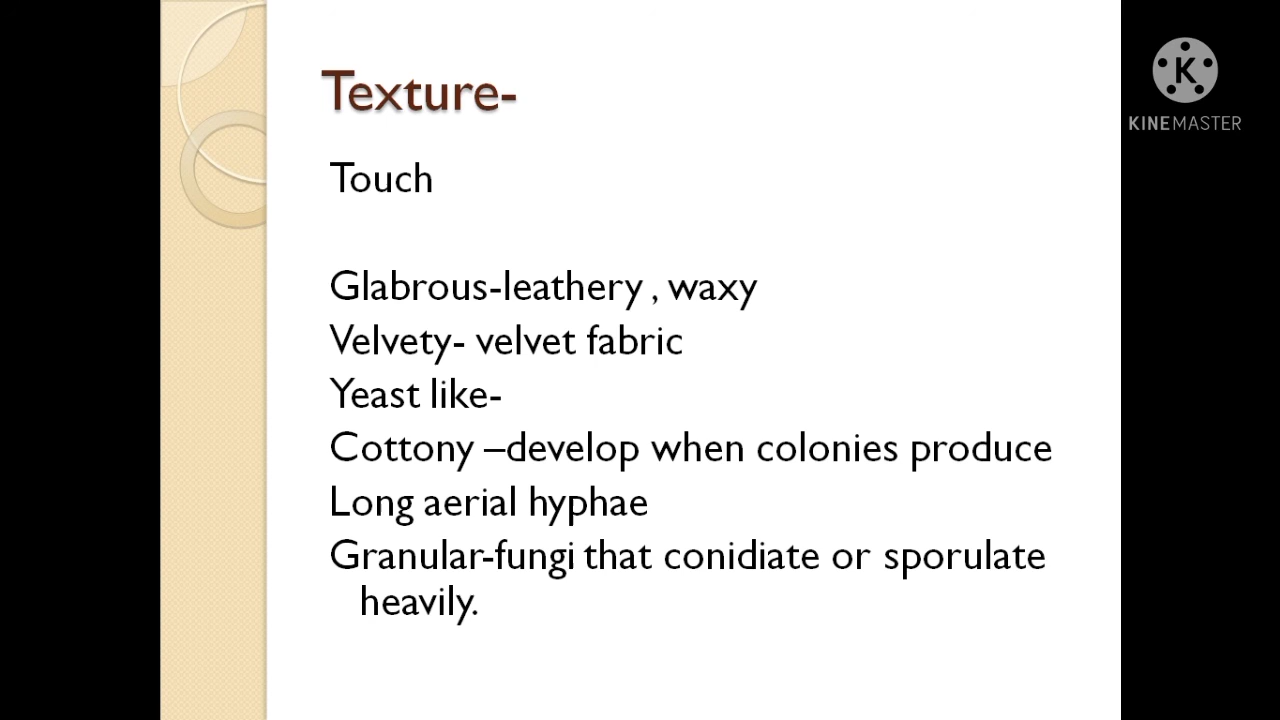 Texture-
Touch
Glabrous-leathery , waxy
Velvety- velvet fabric
Yeast like-
Cottony –develop when colonies produce
Long aerial hyphae
Granular-fungi that conidiate or sporulate
heavily.
K
KINEMASTER